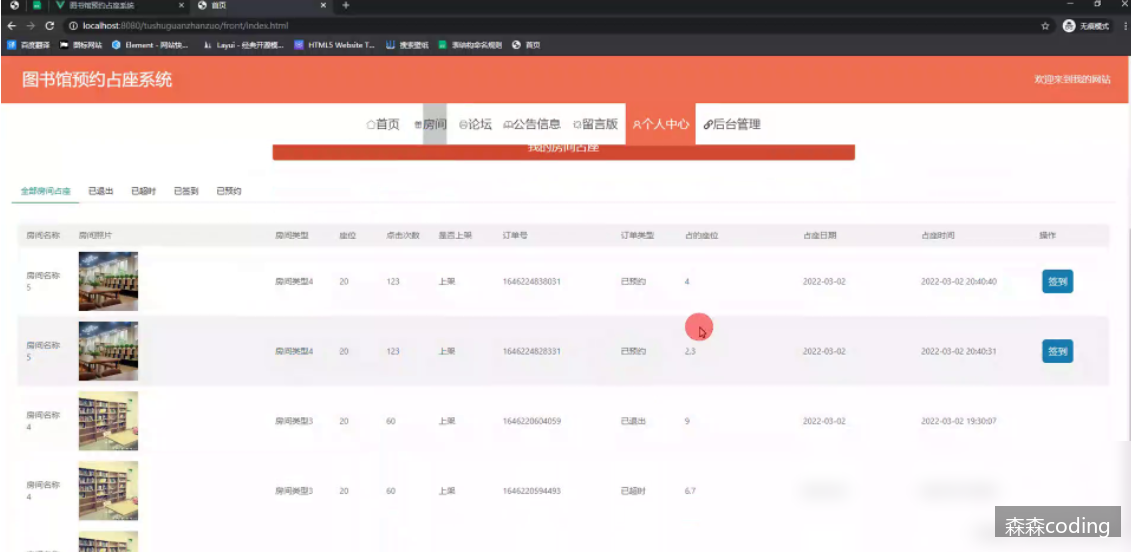 图书馆预约占座系统
首页
localhost:8080/tushuguanzhanzuo/front/index.html
无痕模式
百度翻译 图标网站 Element - 网站快... Layui - 经典开源模... HTML5 Website T... 搜索壁纸 表结构命名规则 首页
图书馆预约占座系统 欢迎来到我的网站
首页 房间 论坛 公告信息 留言版 个人中心 后台管理
我的房间占座
全部房间占座 已退出 已超时 已签到 已预约
房间名称 房间照片 房间类型 座位 点击次数 是否上架 订单号 订单类型 占的座位 占座日期 占座时间 操作
房间名称5 房间类型4 20 123 上架 1646224838031 已预约 4 2022-03-02 2022-03-02 20:40:40 签到
房间名称5 房间类型4 20 123 上架 1646224828331 已预约 2,3 2022-03-02 2022-03-02 20:40:31 签到
房间名称4 房间类型3 20 60 上架 1646220604059 已退出 9 2022-03-02 2022-03-02 19:30:07
房间名称4 房间类型3 20 60 上架 1646220594493 已超时 6,7
森森coding